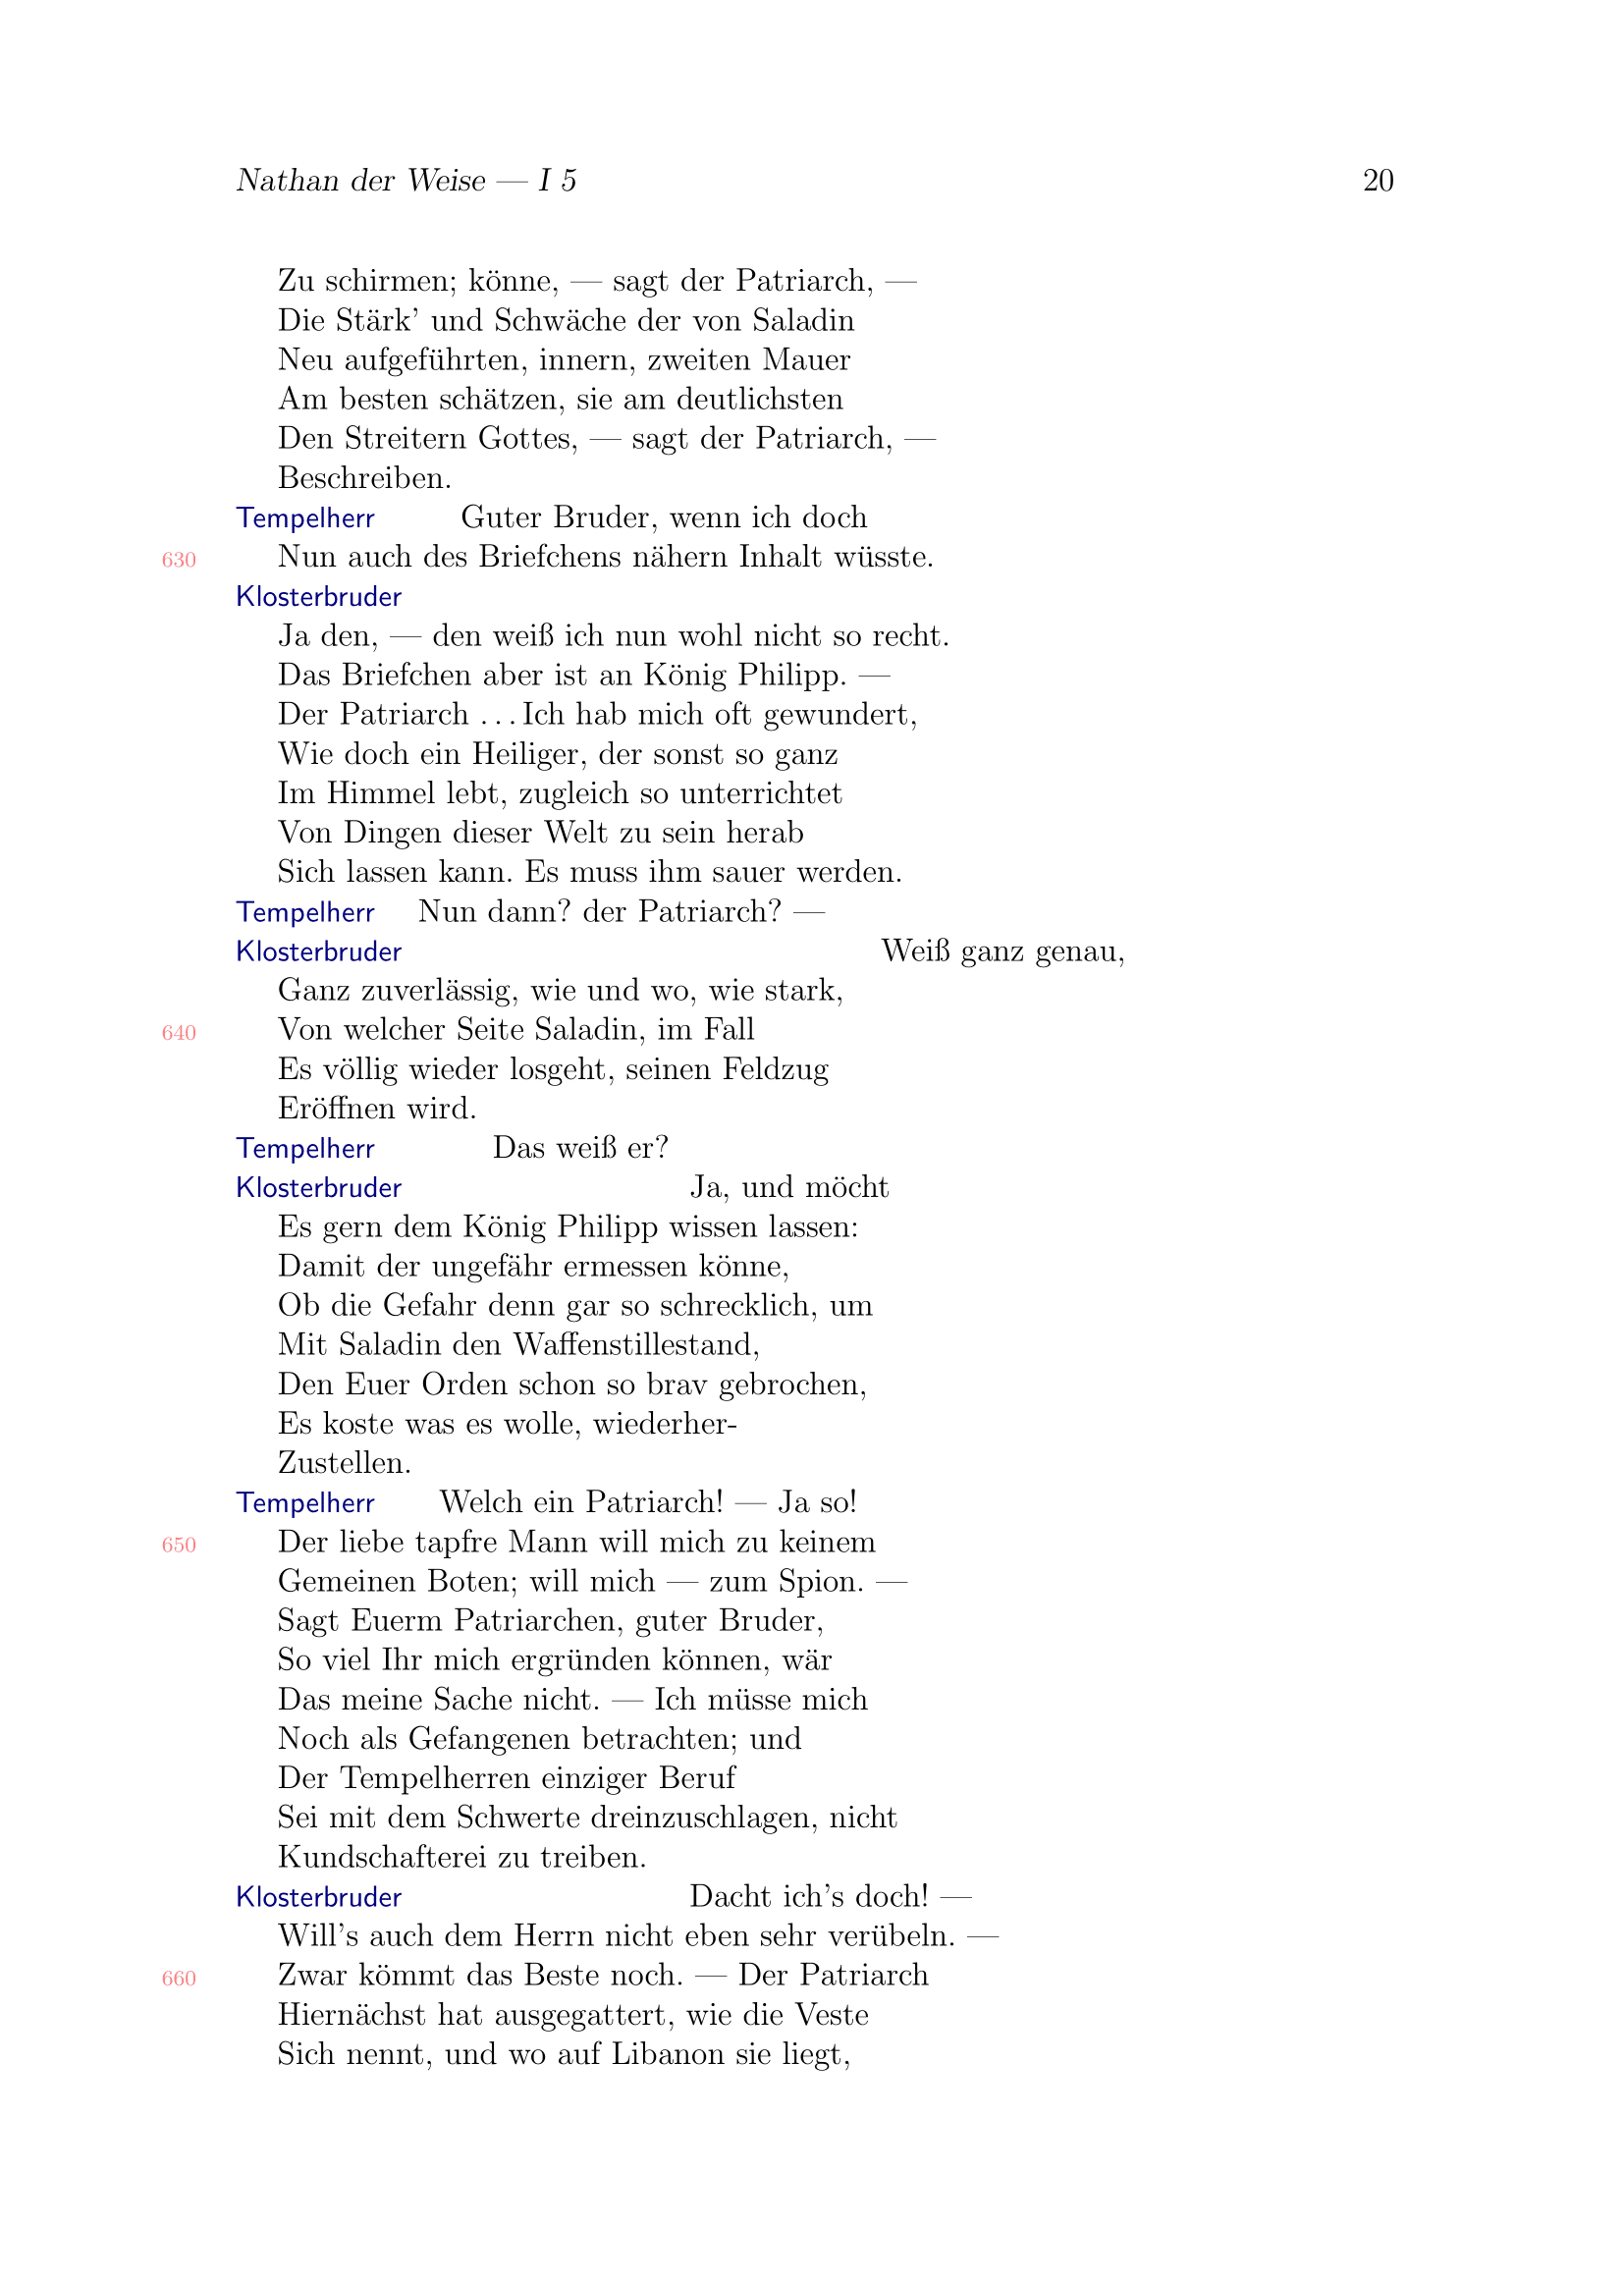 Nathan der Weise — I 5 20
Zu schirmen; könne, — sagt der Patriarch, —
Die Stärk’ und Schwäche der von Saladin
Neu aufgeführten, innern, zweiten Mauer
Am besten schätzen, sie am deutlichsten
Den Streitern Gottes, — sagt der Patriarch, —
Beschreiben.
Tempelherr Guter Bruder, wenn ich doch
630 Nun auch des Briefchens nähern Inhalt wüsste.
Klosterbruder
Ja den, — den weiß ich nun wohl nicht so recht.
Das Briefchen aber ist an König Philipp. —
Der Patriarch . . . Ich hab mich oft gewundert,
Wie doch ein Heiliger, der sonst so ganz
Im Himmel lebt, zugleich so unterrichtet
Von Dingen dieser Welt zu sein herab
Sich lassen kann. Es muss ihm sauer werden.
Tempelherr Nun dann? der Patriarch? —
Klosterbruder Weiß ganz genau,
Ganz zuverlässig, wie und wo, wie stark,
640 Von welcher Seite Saladin, im Fall
Es völlig wieder losgeht, seinen Feldzug
Eröffnen wird.
Tempelherr Das weiß er?
Klosterbruder Ja, und möcht
Es gern dem König Philipp wissen lassen:
Damit der ungefähr ermessen könne,
Ob die Gefahr denn gar so schrecklich, um
Mit Saladin den Waffenstillestand,
Den Euer Orden schon so brav gebrochen,
Es koste was es wolle, wiederher-
Zustellen.
Tempelherr Welch ein Patriarch! — Ja so!
650 Der liebe tapfre Mann will mich zu keinem
Gemeinen Boten; will mich — zum Spion. —
Sagt Euerm Patriarchen, guter Bruder,
So viel Ihr mich ergründen können, wär
Das meine Sache nicht. — Ich müsse mich
Noch als Gefangenen betrachten; und
Der Tempelherren einziger Beruf
Sei mit dem Schwerte dreinzuschlagen, nicht
Kundschafterei zu treiben.
Klosterbruder Dacht ich’s doch! —
Will’s auch dem Herrn nicht eben sehr verübeln. —
660 Zwar kömmt das Beste noch. — Der Patriarch
Hiernächst hat ausgegattert, wie die Veste
Sich nennt, und wo auf Libanon sie liegt,